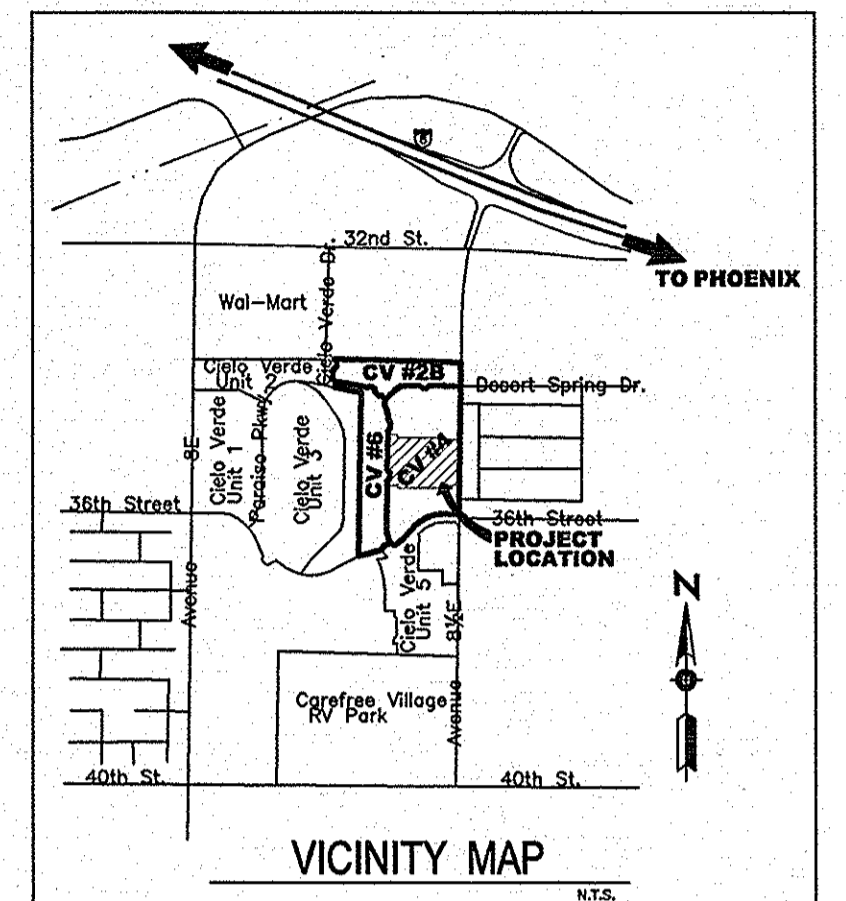 8
32nd St.
TO PHOENIX
Wal-Mart
Cielo Verde Dr.
Cielo Verde
Unit 2
CV #2B
Desert Spring Dr.
8E
Cielo Verde
Unit 1
Paraiso Pkwy.
Cielo Verde
Unit 3
CV #6
CV #4
36th Street
36th Street
PROJECT
LOCATION
Avenue
Cielo Verde
Unit 5
8½E
N
Carefree Village
RV Park
Avenue
40th St.
40th St.
VICINITY MAP
N.T.S.